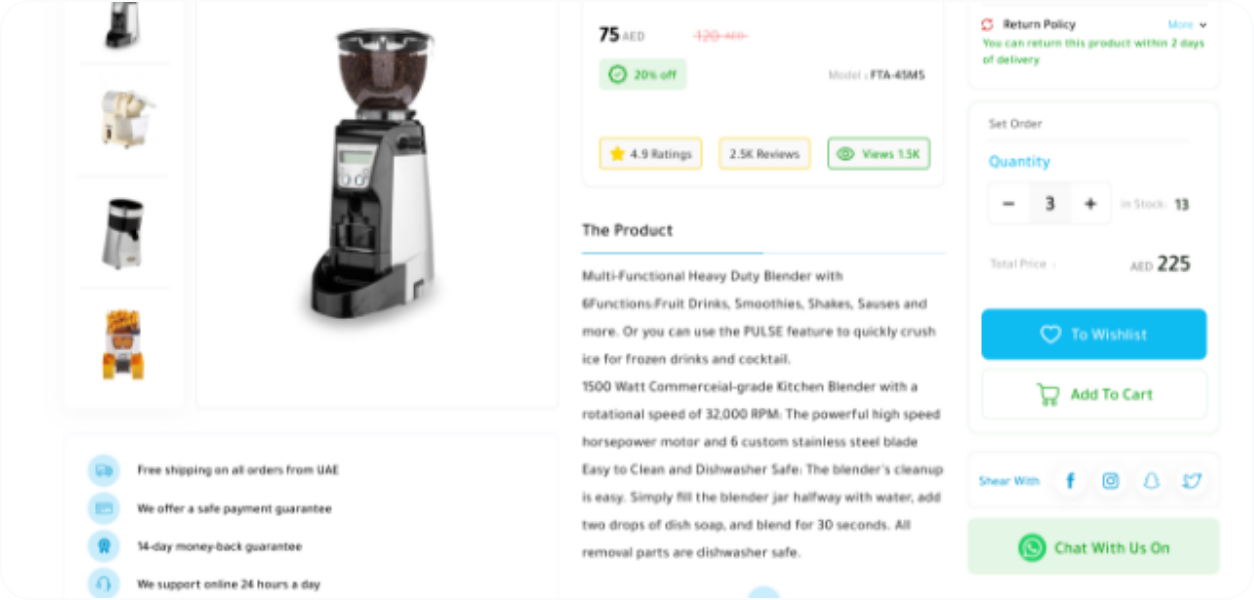 75 AED 120 AED
20% off
Model : FTA-45M5
4.9 Ratings
2.5K Reviews
Views 1.5K
The Product
Multi-Functional Heavy Duty Blender with
6Functions:Fruit Drinks, Smoothies, Shakes, Sauses and
more. Or you can use the PULSE feature to quickly crush
ice for frozen drinks and cocktail.
1500 Watt Commerceial-grade Kitchen Blender with a
rotational speed of 32,000 RPM: The powerful high speed
horsepower motor and 6 custom stainless steel blade
Easy to Clean and Dishwasher Safe: The blender's cleanup
is easy. Simply fill the blender jar halfway with water, add
two drops of dish soap, and blend for 30 seconds. All
removal parts are dishwasher safe.
Free shipping on all orders from UAE
We offer a safe payment guarantee
14-day money-back guarantee
We support online 24 hours a day
Return Policy More
You can return this product within 2 days
of delivery
Set Order
Quantity
− 3 + in Stock: 13
Total Price : AED 225
To Wishlist
Add To Cart
Shear With
Chat With Us On